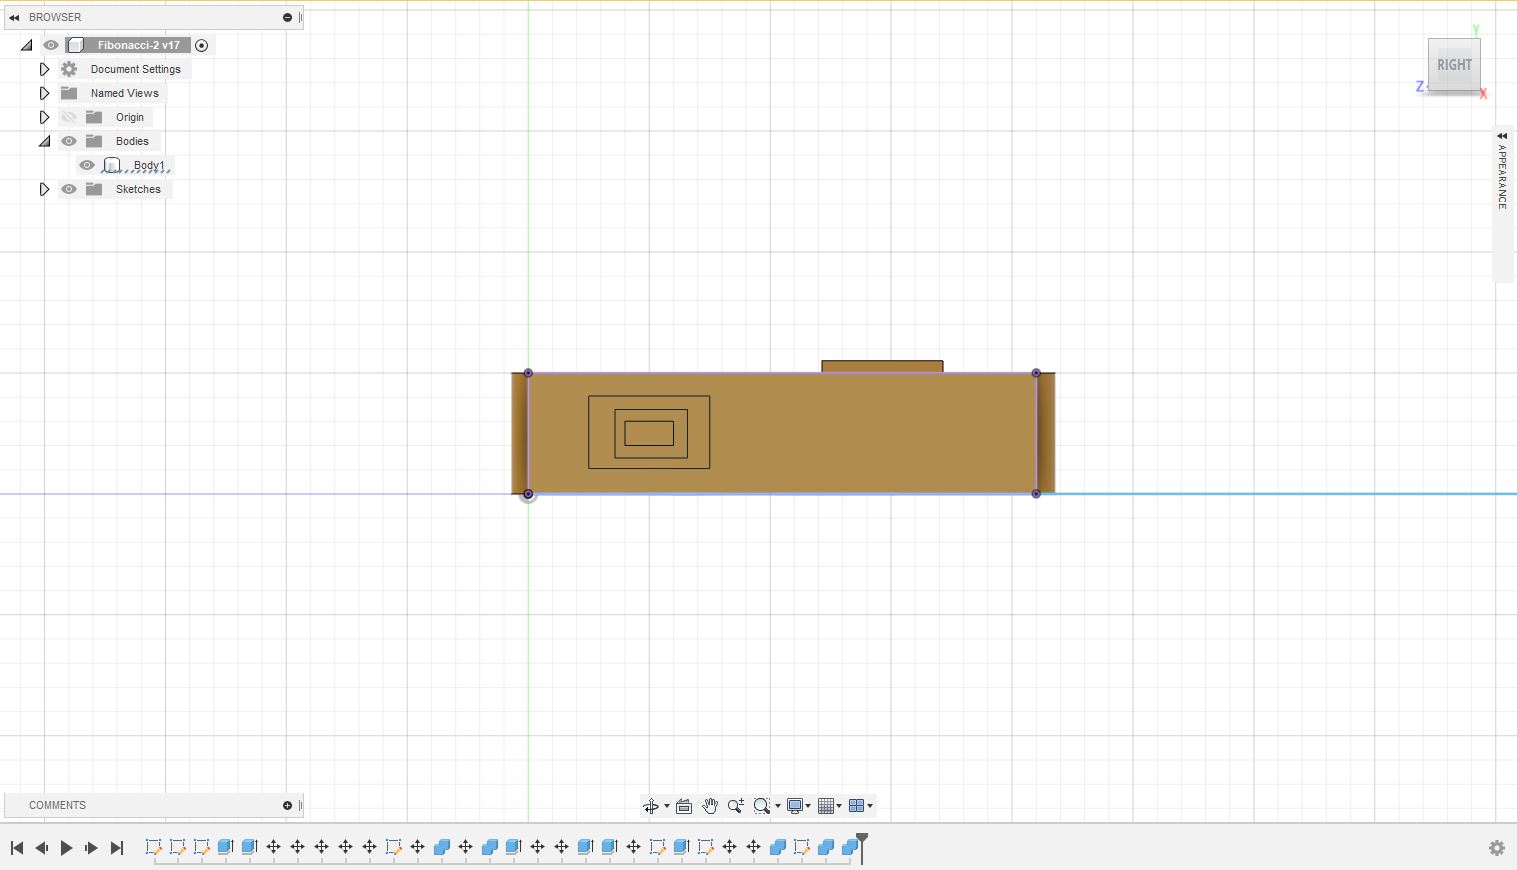 BROWSER
Fibonacci-2 v17
Document Settings
Named Views
Origin
Bodies
Body1
Sketches
Y
RIGHT
Z
X
APPEARANCE
COMMENTS